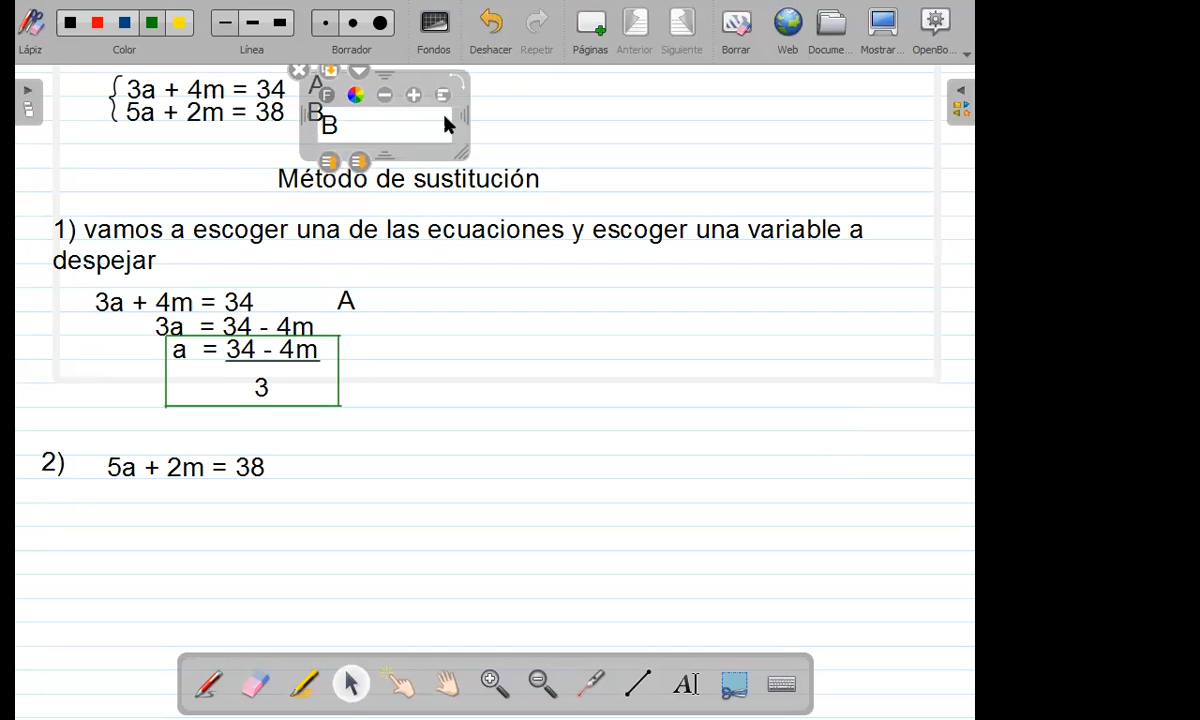 Lápiz Color Línea Borrador Fondos Deshacer Repetir Páginas Anterior Siguiente Borrar Web Docume... Mostrar... OpenBo...
3a + 4m = 34 A
5a + 2m = 38 B
B
Método de sustitución
1) vamos a escoger una de las ecuaciones y escoger una variable a
despejar
3a + 4m = 34 A
3a = 34 - 4m
a = 34 - 4m
3
2) 5a + 2m = 38